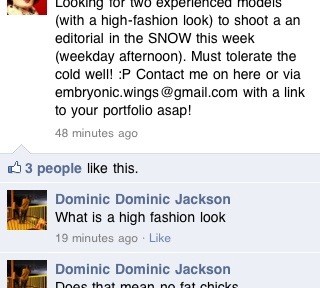 Looking for two experienced models
(with a high-fashion look) to shoot a an
editorial in the SNOW this week
(weekday afternoon). Must tolerate the
cold well! :P Contact me on here or via
embryonic.wings@gmail.com with a link
to your portfolio asap!
48 minutes ago
3 people like this.
Dominic Dominic Jackson
What is a high fashion look
19 minutes ago · Like
Dominic Dominic Jackson
Does that mean no fat chicks